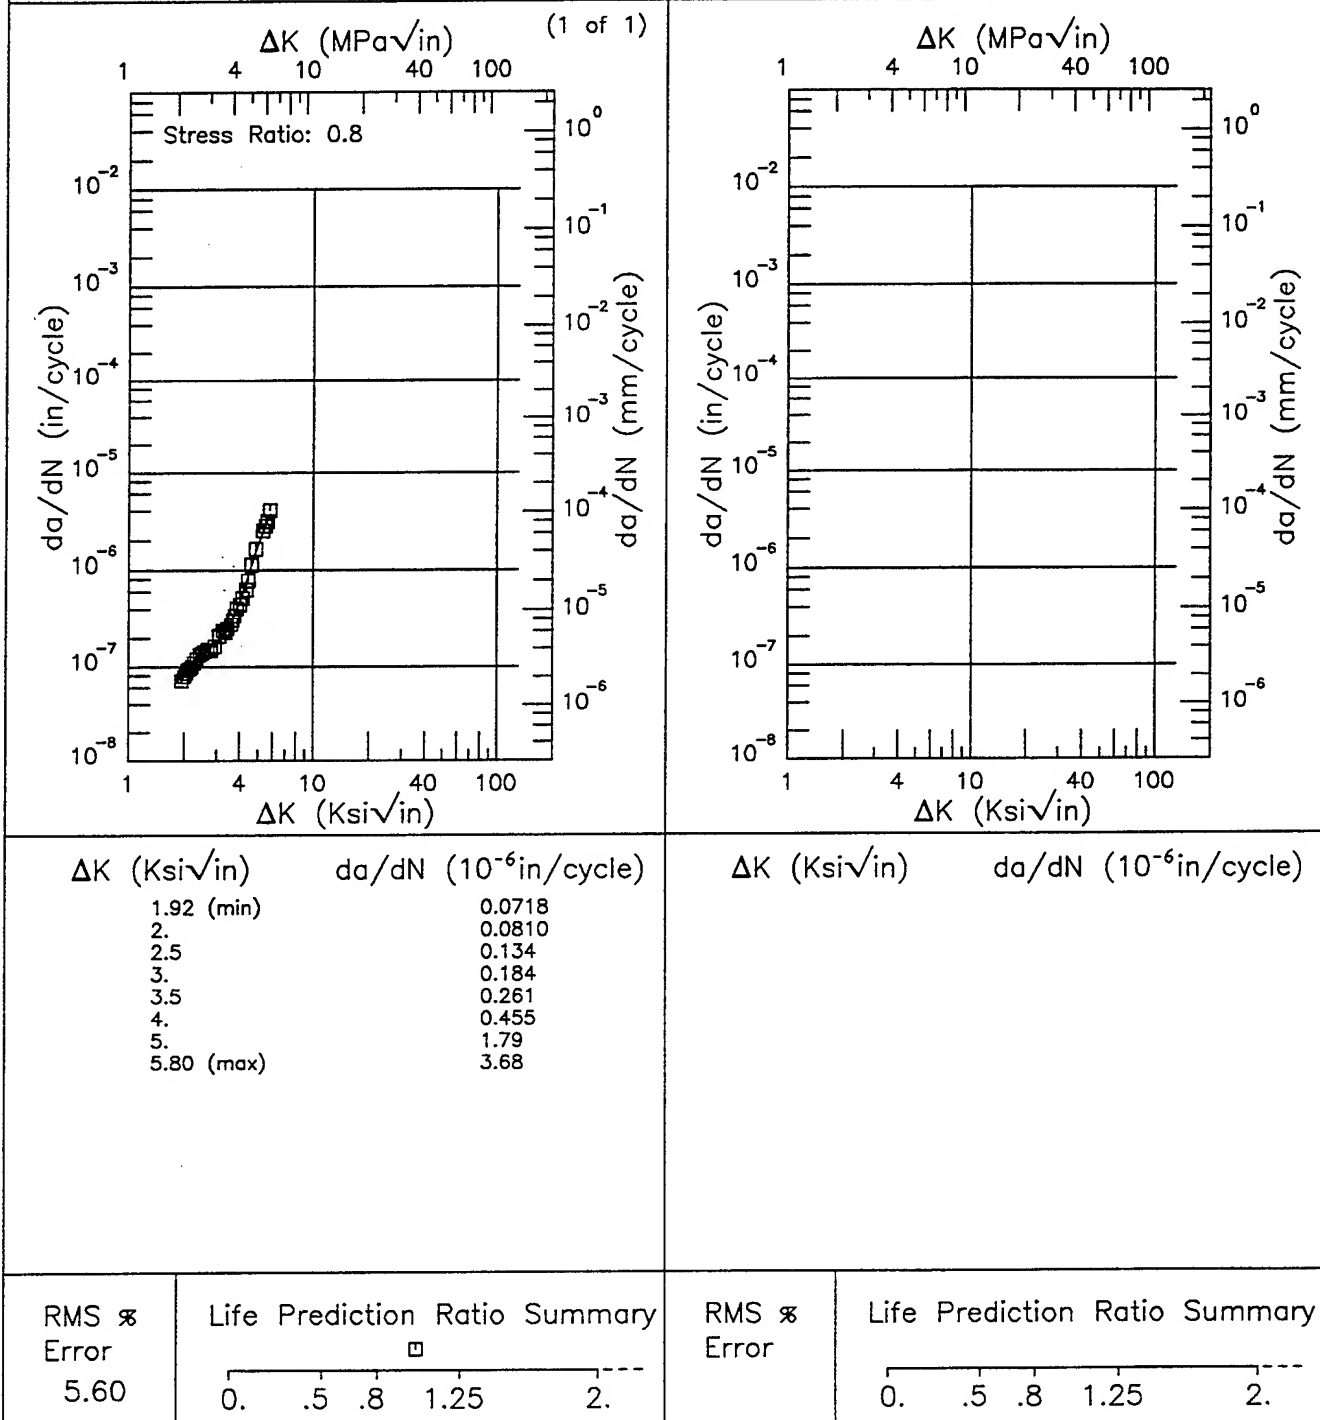 (1 of 1)
ΔK (MPa√in)
1 4 10 40 100
Stress Ratio: 0.8
10⁰
10⁻²
10⁻¹
10⁻³
10⁻²
10⁻⁴
10⁻³
10⁻⁵
10⁻⁴
10⁻⁶
10⁻⁵
10⁻⁷
10⁻⁶
10⁻⁸
da/dN (in/cycle)
da/dN (mm/cycle)
1 4 10 40 100
ΔK (Ksi√in)
ΔK (MPa√in)
1 4 10 40 100
10⁰
10⁻²
10⁻¹
10⁻³
10⁻²
10⁻⁴
10⁻³
10⁻⁵
10⁻⁴
10⁻⁶
10⁻⁵
10⁻⁷
10⁻⁶
10⁻⁸
da/dN (in/cycle)
da/dN (mm/cycle)
1 4 10 40 100
ΔK (Ksi√in)
ΔK (Ksi√in) da/dN (10⁻⁶in/cycle)
1.92 (min) 0.0718
2. 0.0810
2.5 0.134
3. 0.184
3.5 0.261
4. 0.455
5. 1.79
5.80 (max) 3.68
ΔK (Ksi√in) da/dN (10⁻⁶in/cycle)
RMS %
Error
5.60
Life Prediction Ratio Summary
0. .5 .8 1.25 2.
RMS %
Error
Life Prediction Ratio Summary
0. .5 .8 1.25 2.